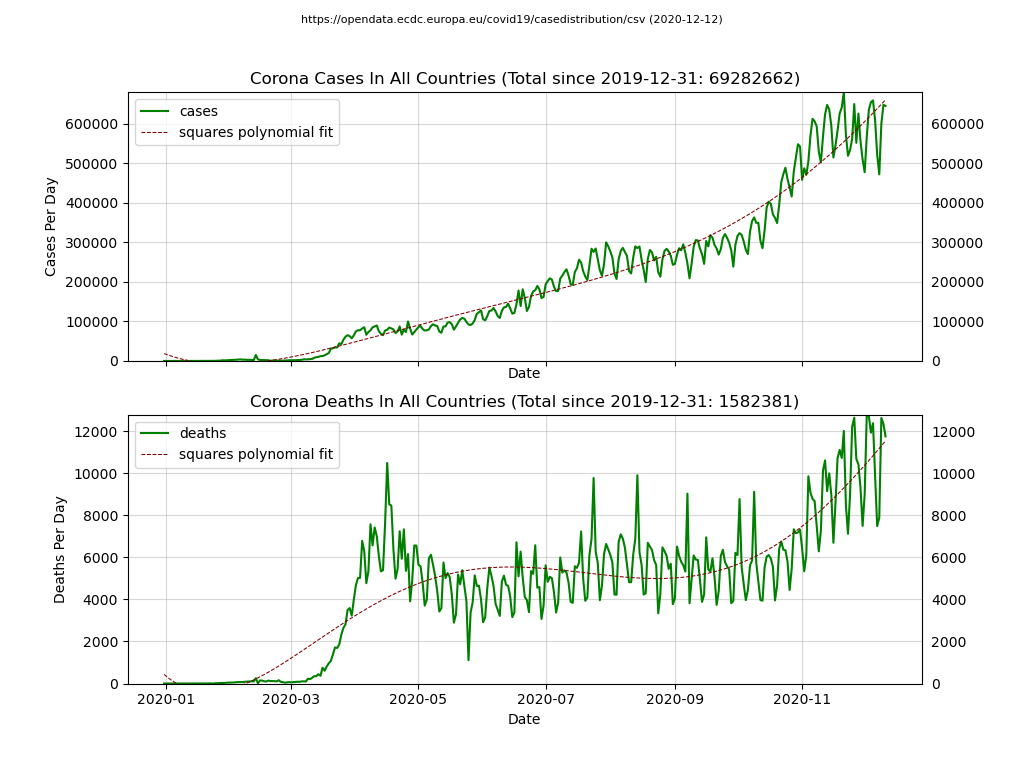 https://opendata.ecdc.europa.eu/covid19/casedistribution/csv (2020-12-12)
Corona Cases In All Countries (Total since 2019-12-31: 69282662)
cases
squares polynomial fit
600000
500000
400000
300000
200000
100000
0
Cases Per Day
600000
500000
400000
300000
200000
100000
0
Date
Corona Deaths In All Countries (Total since 2019-12-31: 1582381)
deaths
squares polynomial fit
12000
10000
8000
6000
4000
2000
0
Deaths Per Day
12000
10000
8000
6000
4000
2000
0
2020-01 2020-03 2020-05 2020-07 2020-09 2020-11
Date